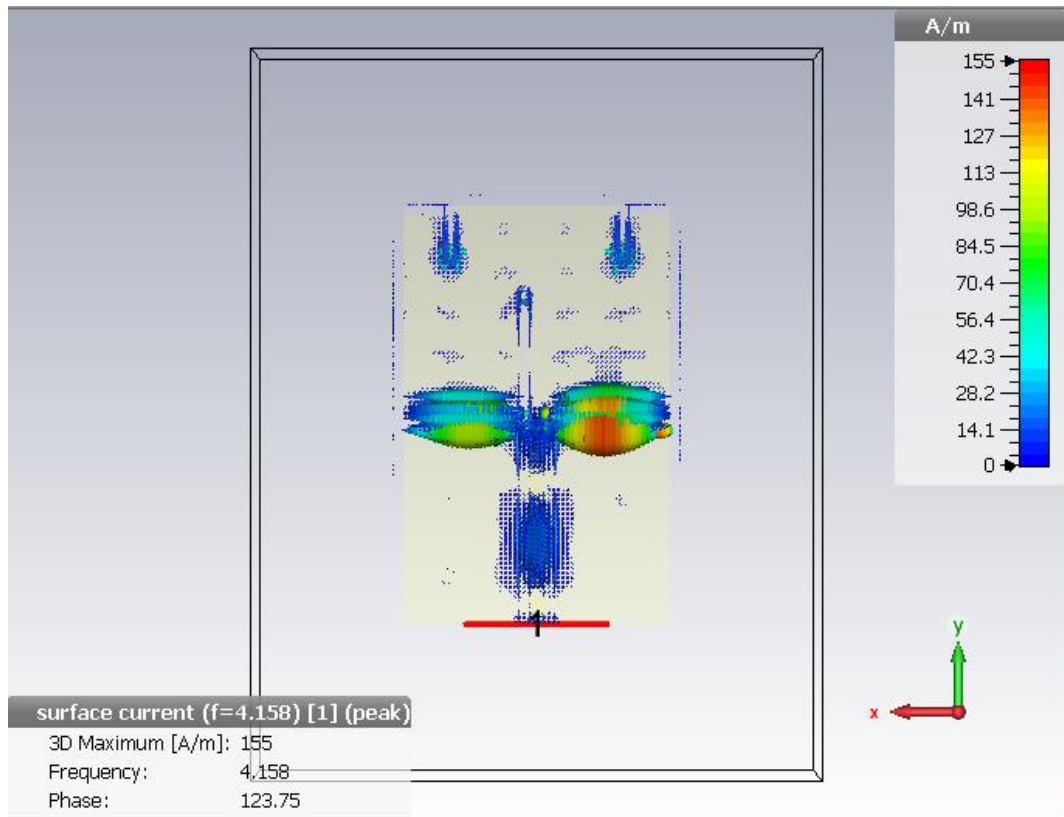 A/m
155
141
127
113
98.6
84.5
70.4
56.4
42.3
28.2
14.1
0
1
y
x
surface current (f=4.158) [1] (peak)
3D Maximum [A/m]: 155
Frequency: 4.158
Phase: 123.75